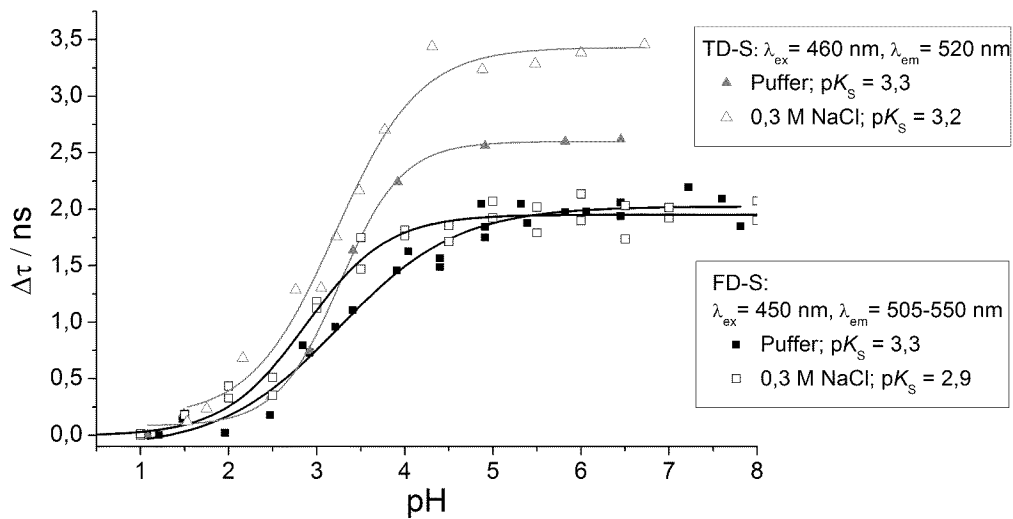 3,5
3,0
2,5
2,0
1,5
1,0
0,5
0,0
Δτ / ns
1 2 3 4 5 6 7 8
pH
TD-S: λex= 460 nm, λem= 520 nm
Puffer; pKS = 3,3
0,3 M NaCl; pKS = 3,2
FD-S:
λex= 450 nm, λem= 505-550 nm
Puffer; pKS = 3,3
0,3 M NaCl; pKS = 2,9